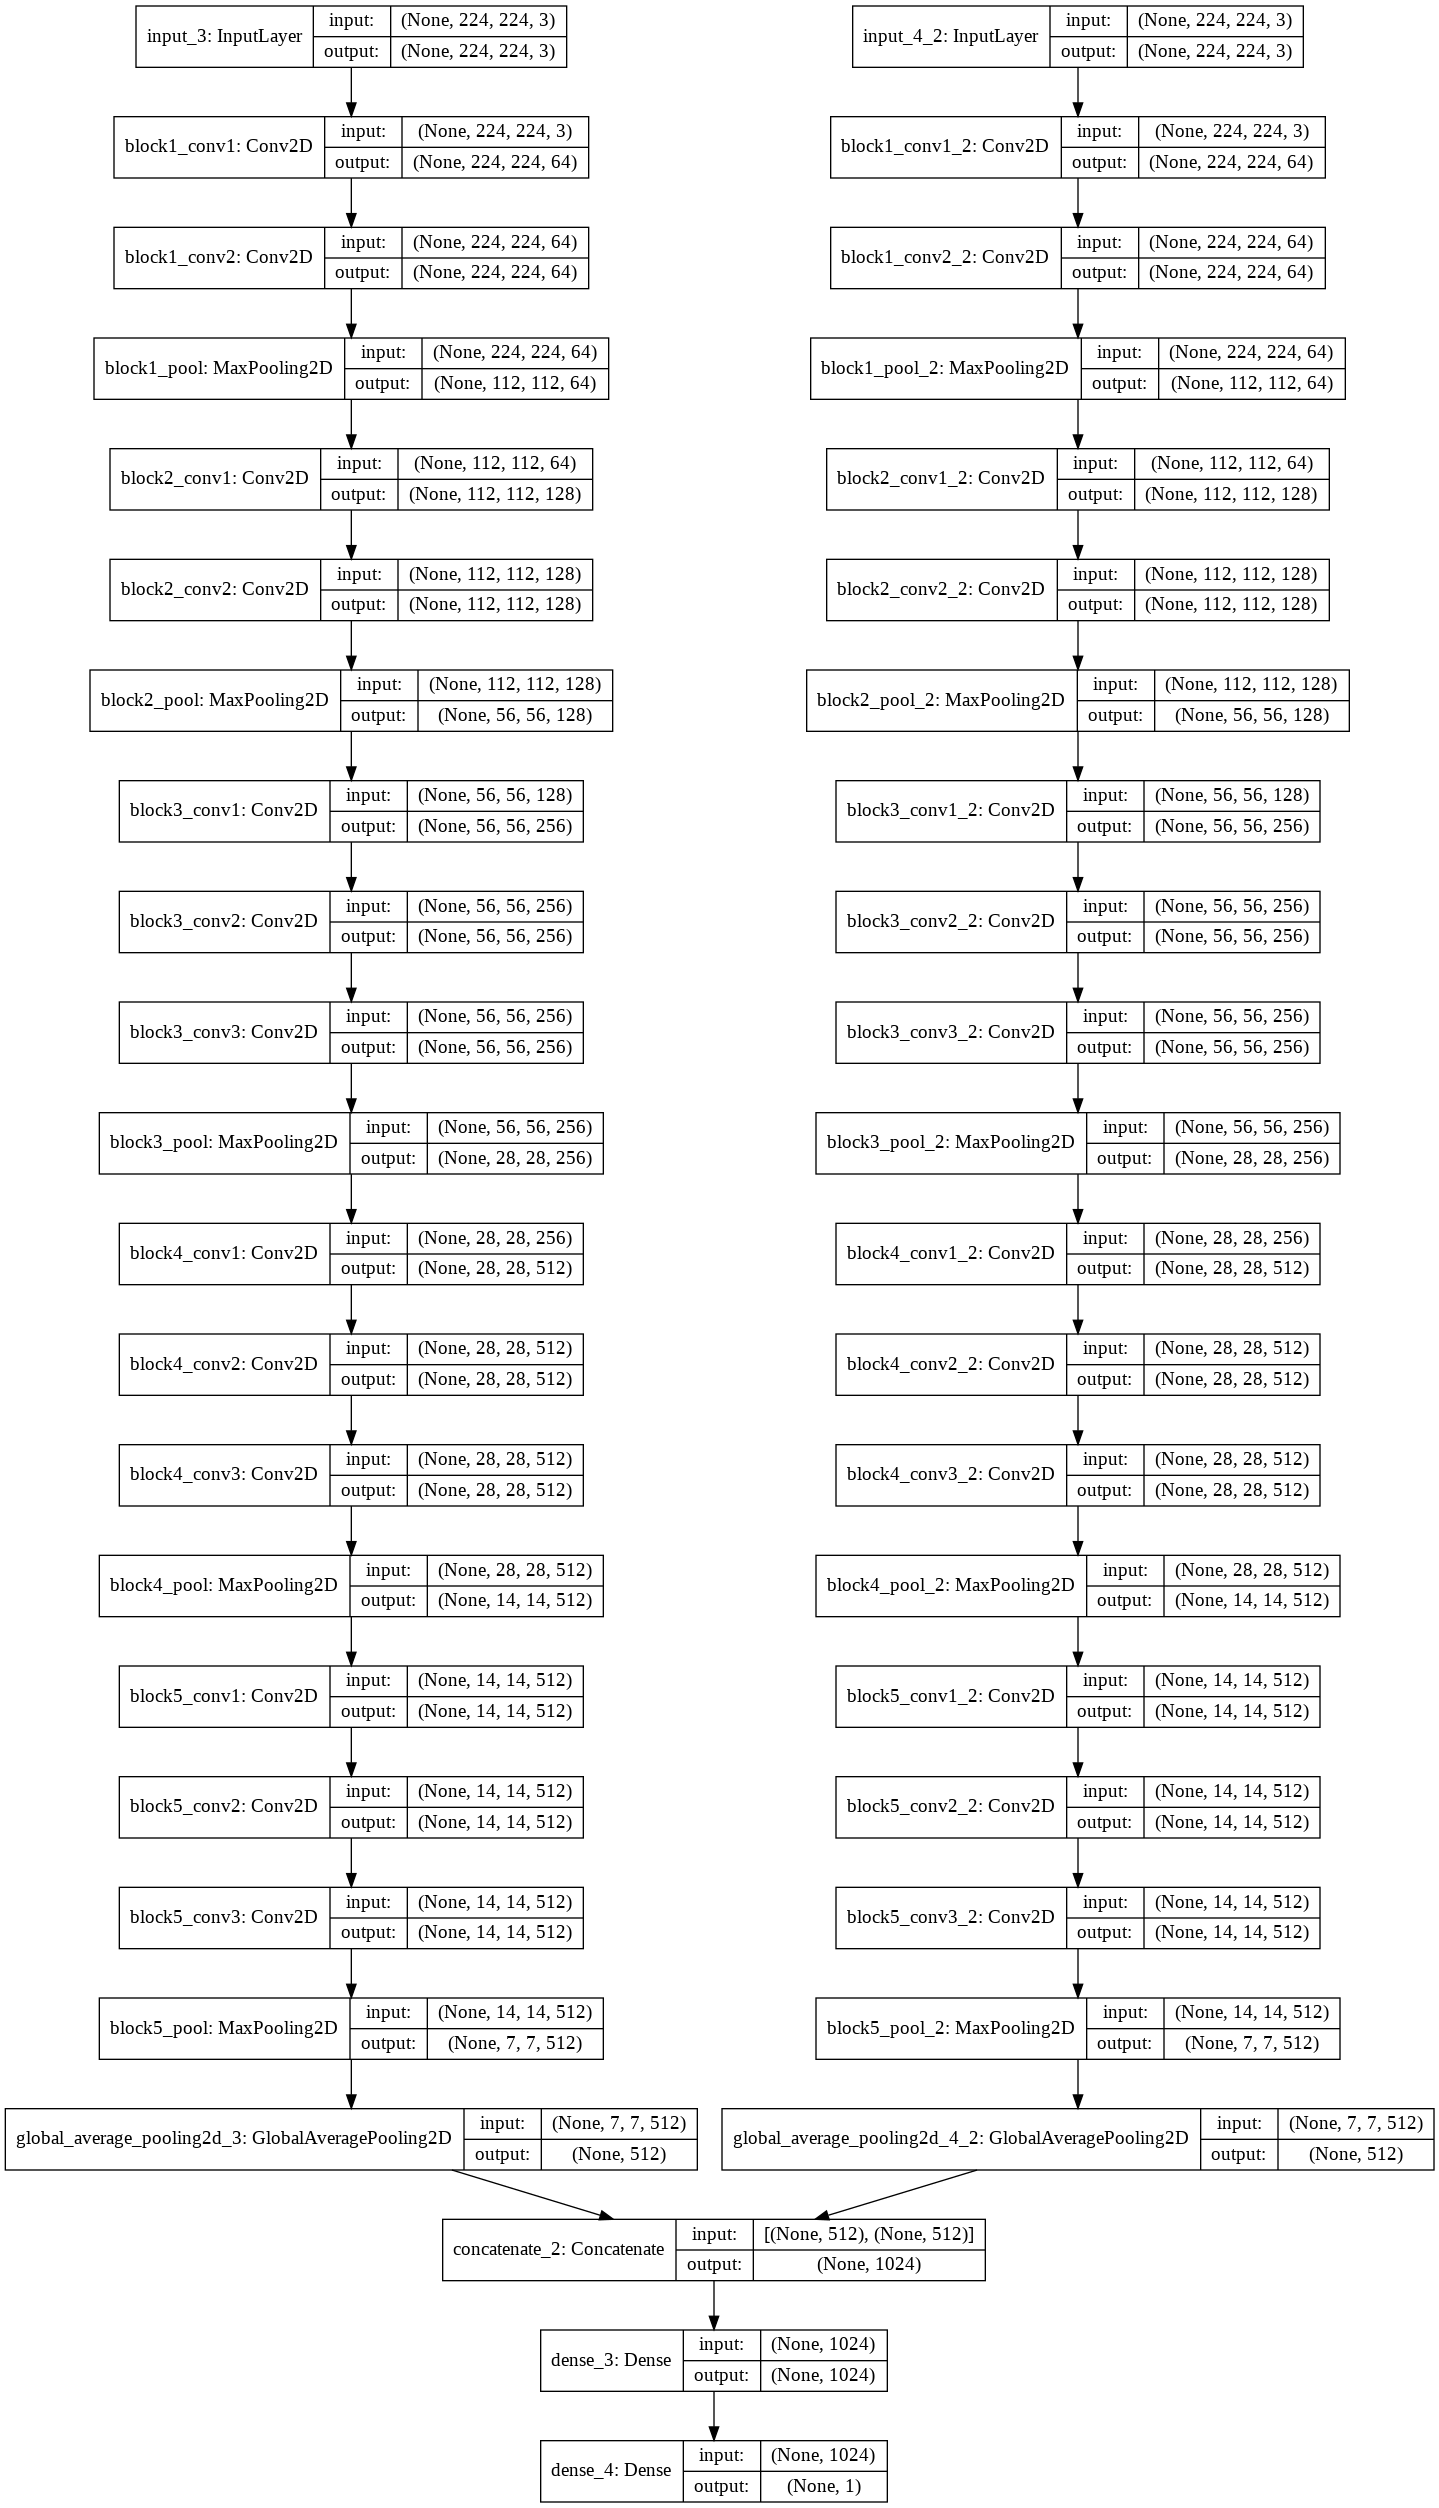 input_3: InputLayer
input:
(None, 224, 224, 3)
output:
(None, 224, 224, 3)
block1_conv1: Conv2D
input:
(None, 224, 224, 3)
output:
(None, 224, 224, 64)
block1_conv2: Conv2D
input:
(None, 224, 224, 64)
output:
(None, 224, 224, 64)
block1_pool: MaxPooling2D
input:
(None, 224, 224, 64)
output:
(None, 112, 112, 64)
block2_conv1: Conv2D
input:
(None, 112, 112, 64)
output:
(None, 112, 112, 128)
block2_conv2: Conv2D
input:
(None, 112, 112, 128)
output:
(None, 112, 112, 128)
block2_pool: MaxPooling2D
input:
(None, 112, 112, 128)
output:
(None, 56, 56, 128)
block3_conv1: Conv2D
input:
(None, 56, 56, 128)
output:
(None, 56, 56, 256)
block3_conv2: Conv2D
input:
(None, 56, 56, 256)
output:
(None, 56, 56, 256)
block3_conv3: Conv2D
input:
(None, 56, 56, 256)
output:
(None, 56, 56, 256)
block3_pool: MaxPooling2D
input:
(None, 56, 56, 256)
output:
(None, 28, 28, 256)
block4_conv1: Conv2D
input:
(None, 28, 28, 256)
output:
(None, 28, 28, 512)
block4_conv2: Conv2D
input:
(None, 28, 28, 512)
output:
(None, 28, 28, 512)
block4_conv3: Conv2D
input:
(None, 28, 28, 512)
output:
(None, 28, 28, 512)
block4_pool: MaxPooling2D
input:
(None, 28, 28, 512)
output:
(None, 14, 14, 512)
block5_conv1: Conv2D
input:
(None, 14, 14, 512)
output:
(None, 14, 14, 512)
block5_conv2: Conv2D
input:
(None, 14, 14, 512)
output:
(None, 14, 14, 512)
block5_conv3: Conv2D
input:
(None, 14, 14, 512)
output:
(None, 14, 14, 512)
block5_pool: MaxPooling2D
input:
(None, 14, 14, 512)
output:
(None, 7, 7, 512)
global_average_pooling2d_3: GlobalAveragePooling2D
input:
(None, 7, 7, 512)
output:
(None, 512)
input_4_2: InputLayer
input:
(None, 224, 224, 3)
output:
(None, 224, 224, 3)
block1_conv1_2: Conv2D
input:
(None, 224, 224, 3)
output:
(None, 224, 224, 64)
block1_conv2_2: Conv2D
input:
(None, 224, 224, 64)
output:
(None, 224, 224, 64)
block1_pool_2: MaxPooling2D
input:
(None, 224, 224, 64)
output:
(None, 112, 112, 64)
block2_conv1_2: Conv2D
input:
(None, 112, 112, 64)
output:
(None, 112, 112, 128)
block2_conv2_2: Conv2D
input:
(None, 112, 112, 128)
output:
(None, 112, 112, 128)
block2_pool_2: MaxPooling2D
input:
(None, 112, 112, 128)
output:
(None, 56, 56, 128)
block3_conv1_2: Conv2D
input:
(None, 56, 56, 128)
output:
(None, 56, 56, 256)
block3_conv2_2: Conv2D
input:
(None, 56, 56, 256)
output:
(None, 56, 56, 256)
block3_conv3_2: Conv2D
input:
(None, 56, 56, 256)
output:
(None, 56, 56, 256)
block3_pool_2: MaxPooling2D
input:
(None, 56, 56, 256)
output:
(None, 28, 28, 256)
block4_conv1_2: Conv2D
input:
(None, 28, 28, 256)
output:
(None, 28, 28, 512)
block4_conv2_2: Conv2D
input:
(None, 28, 28, 512)
output:
(None, 28, 28, 512)
block4_conv3_2: Conv2D
input:
(None, 28, 28, 512)
output:
(None, 28, 28, 512)
block4_pool_2: MaxPooling2D
input:
(None, 28, 28, 512)
output:
(None, 14, 14, 512)
block5_conv1_2: Conv2D
input:
(None, 14, 14, 512)
output:
(None, 14, 14, 512)
block5_conv2_2: Conv2D
input:
(None, 14, 14, 512)
output:
(None, 14, 14, 512)
block5_conv3_2: Conv2D
input:
(None, 14, 14, 512)
output:
(None, 14, 14, 512)
block5_pool_2: MaxPooling2D
input:
(None, 14, 14, 512)
output:
(None, 7, 7, 512)
global_average_pooling2d_4_2: GlobalAveragePooling2D
input:
(None, 7, 7, 512)
output:
(None, 512)
concatenate_2: Concatenate
input:
[(None, 512), (None, 512)]
output:
(None, 1024)
dense_3: Dense
input:
(None, 1024)
output:
(None, 1024)
dense_4: Dense
input:
(None, 1024)
output:
(None, 1)